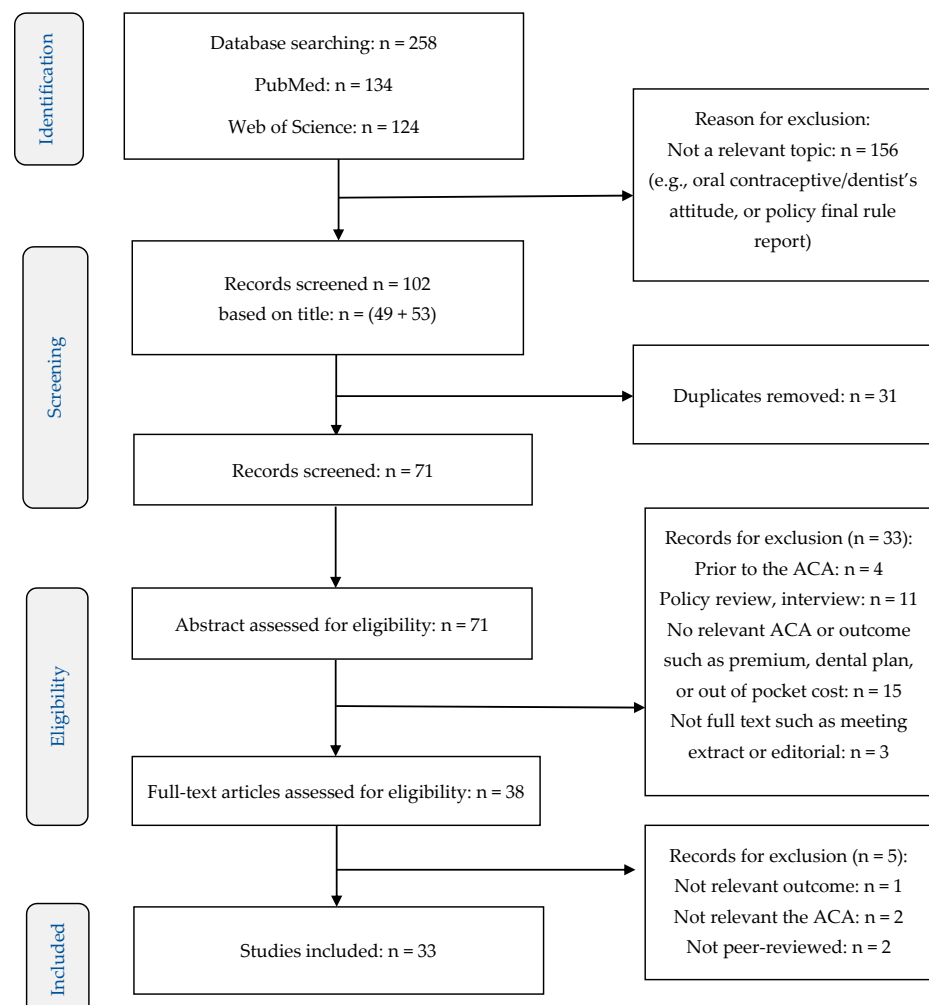 Identification
Database searching: n = 258
PubMed: n = 134
Web of Science: n = 124
Reason for exclusion:
Not a relevant topic: n = 156
(e.g., oral contraceptive/dentist's
attitude, or policy final rule
report)
Screening
Records screened n = 102
based on title: n = (49 + 53)
Duplicates removed: n = 31
Records screened: n = 71
Eligibility
Abstract assessed for eligibility: n = 71
Records for exclusion (n = 33):
Prior to the ACA: n = 4
Policy review, interview: n = 11
No relevant ACA or outcome
such as premium, dental plan,
or out of pocket cost: n = 15
Not full text such as meeting
extract or editorial: n = 3
Full-text articles assessed for eligibility: n = 38
Records for exclusion (n = 5):
Not relevant outcome: n = 1
Not relevant the ACA: n = 2
Not peer-reviewed: n = 2
Included
Studies included: n = 33